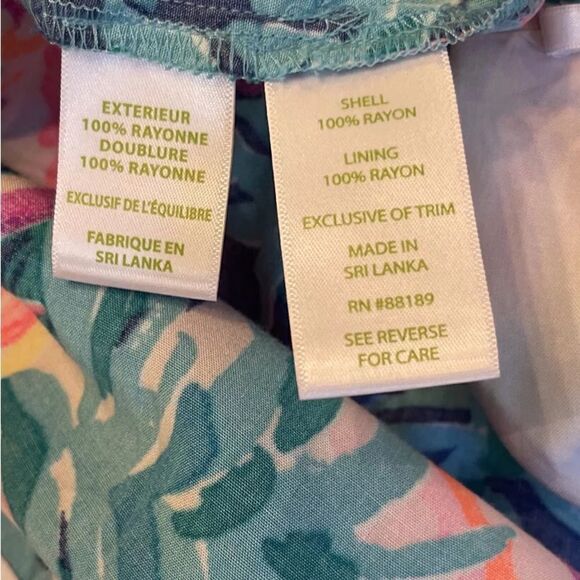 EXTERIEUR
100% RAYONNE
DOUBLURE
100% RAYONNE
EXCLUSIF DE L'ÉQUILIBRE
FABRIQUE EN
SRI LANKA
SHELL
100% RAYON
LINING
100% RAYON
EXCLUSIVE OF TRIM
MADE IN
SRI LANKA
RN #88189
SEE REVERSE
FOR CARE